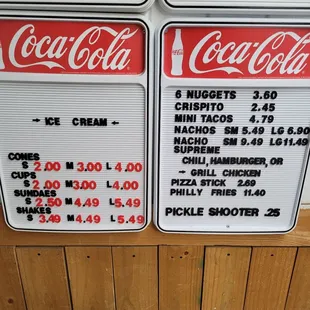 Coca-Cola
→ ICE CREAM ←
CONES
S 2.00 M 3.00 L 4.00
CUPS
S 2.00 M 3.00 L 4.00
SUNDAES
S 2.50 M 4.49 L 5.49
SHAKES
S 3.49 M 4.49 L 5.49
Coca-Cola
6 NUGGETS 3.60
CRISPITO 2.45
MINI TACOS 4.79
NACHOS SM 5.49 LG 6.90
NACHO SM 9.49 LG 11.49
SUPREME
CHILI, HAMBURGER, OR
→ GRILL CHICKEN
PIZZA STICK 2.69
PHILLY FRIES 11.40
PICKLE SHOOTER .25